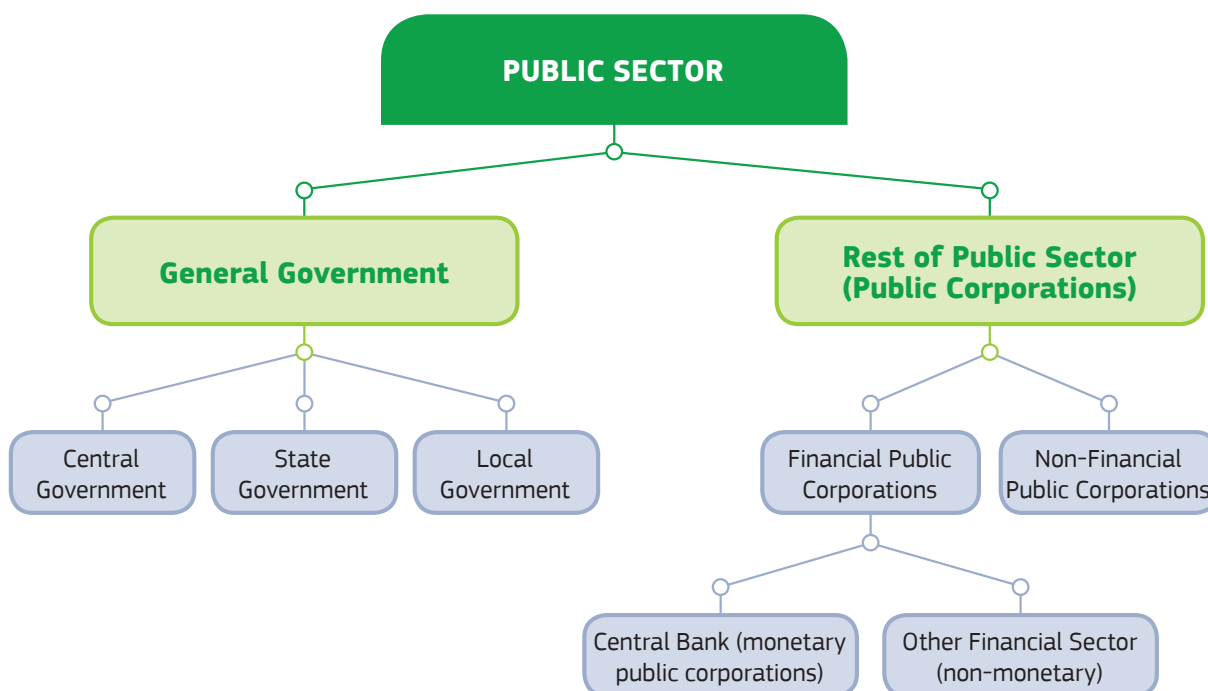 PUBLIC SECTOR
General Government
Rest of Public Sector
(Public Corporations)
Central
Government
State
Government
Local
Government
Financial Public
Corporations
Non-Financial
Public Corporations
Central Bank (monetary
public corporations)
Other Financial Sector
(non-monetary)